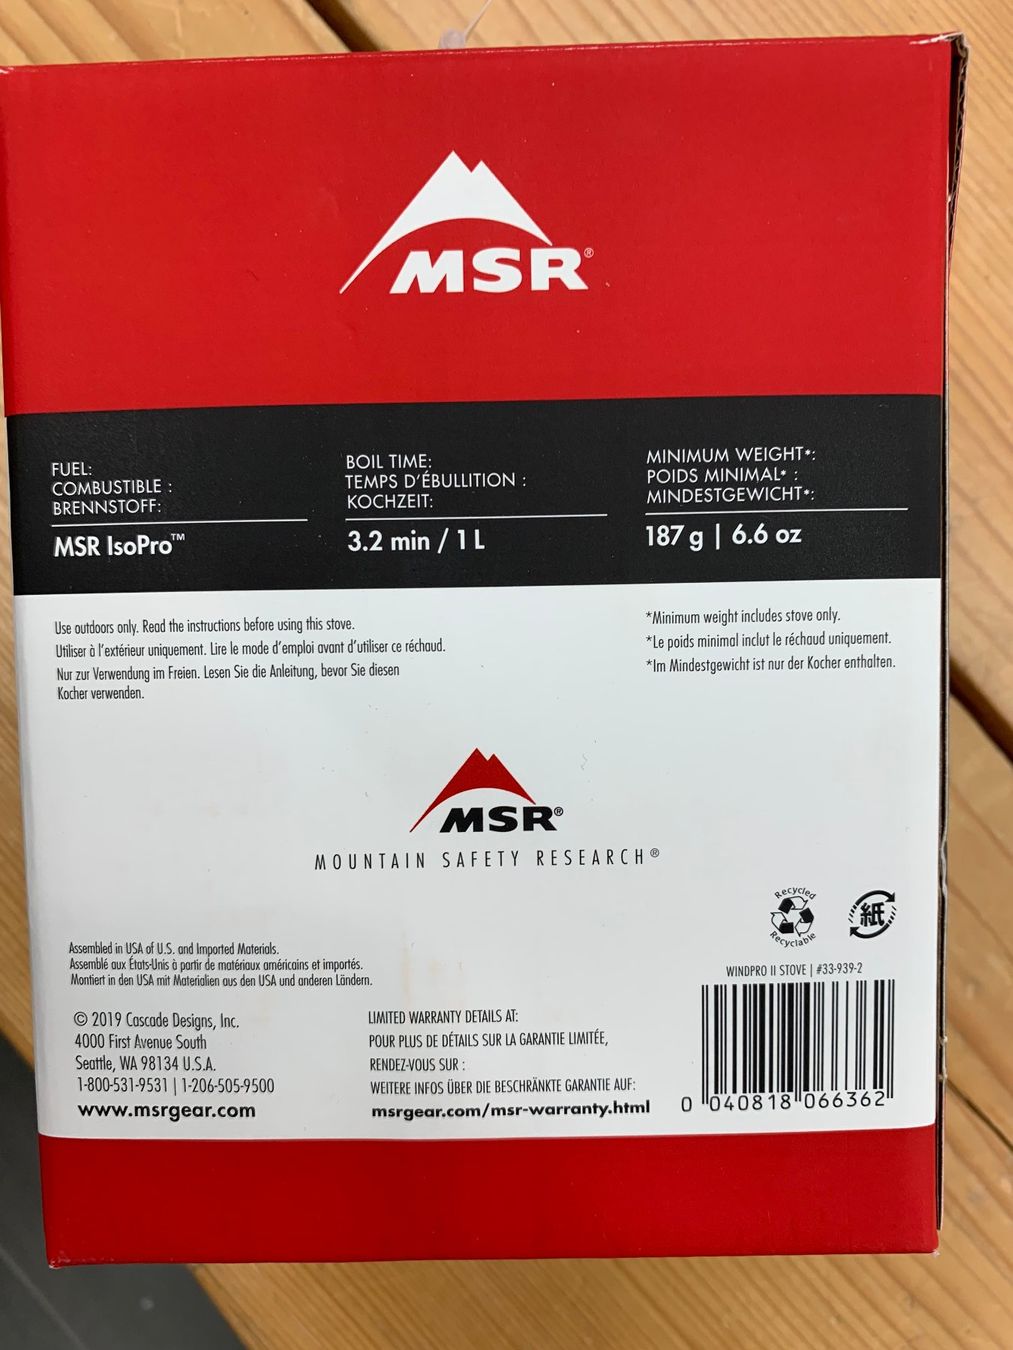 MSR®
FUEL:
COMBUSTIBLE :
BRENNSTOFF:
MSR IsoPro™
BOIL TIME:
TEMPS D'ÉBULLITION :
KOCHZEIT:
3.2 min / 1 L
MINIMUM WEIGHT*:
POIDS MINIMAL* :
MINDESTGEWICHT*:
187 g | 6.6 oz
Use outdoors only. Read the instructions before using this stove.
Utiliser à l'extérieur uniquement. Lire le mode d'emploi avant d'utiliser ce réchaud.
Nur zur Verwendung im Freien. Lesen Sie die Anleitung, bevor Sie diesen
Kocher verwenden.
*Minimum weight includes stove only.
*Le poids minimal inclut le réchaud uniquement.
*Im Mindestgewicht ist nur der Kocher enthalten.
MSR®
MOUNTAIN SAFETY RESEARCH®
Recycled
Recyclable
紙
Assembled in USA of U.S. and Imported Materials.
Assemblé aux États-Unis à partir de matériaux américains et importés.
Montiert in den USA mit Materialien aus den USA und anderen Ländern.
© 2019 Cascade Designs, Inc.
4000 First Avenue South
Seattle, WA 98134 U.S.A.
1-800-531-9531 | 1-206-505-9500
www.msrgear.com
LIMITED WARRANTY DETAILS AT:
POUR PLUS DE DÉTAILS SUR LA GARANTIE LIMITÉE,
RENDEZ-VOUS SUR :
WEITERE INFOS ÜBER DIE BESCHRÄNKTE GARANTIE AUF:
msrgear.com/msr-warranty.html
WINDPRO II STOVE | #33-939-2
0 040818 066362